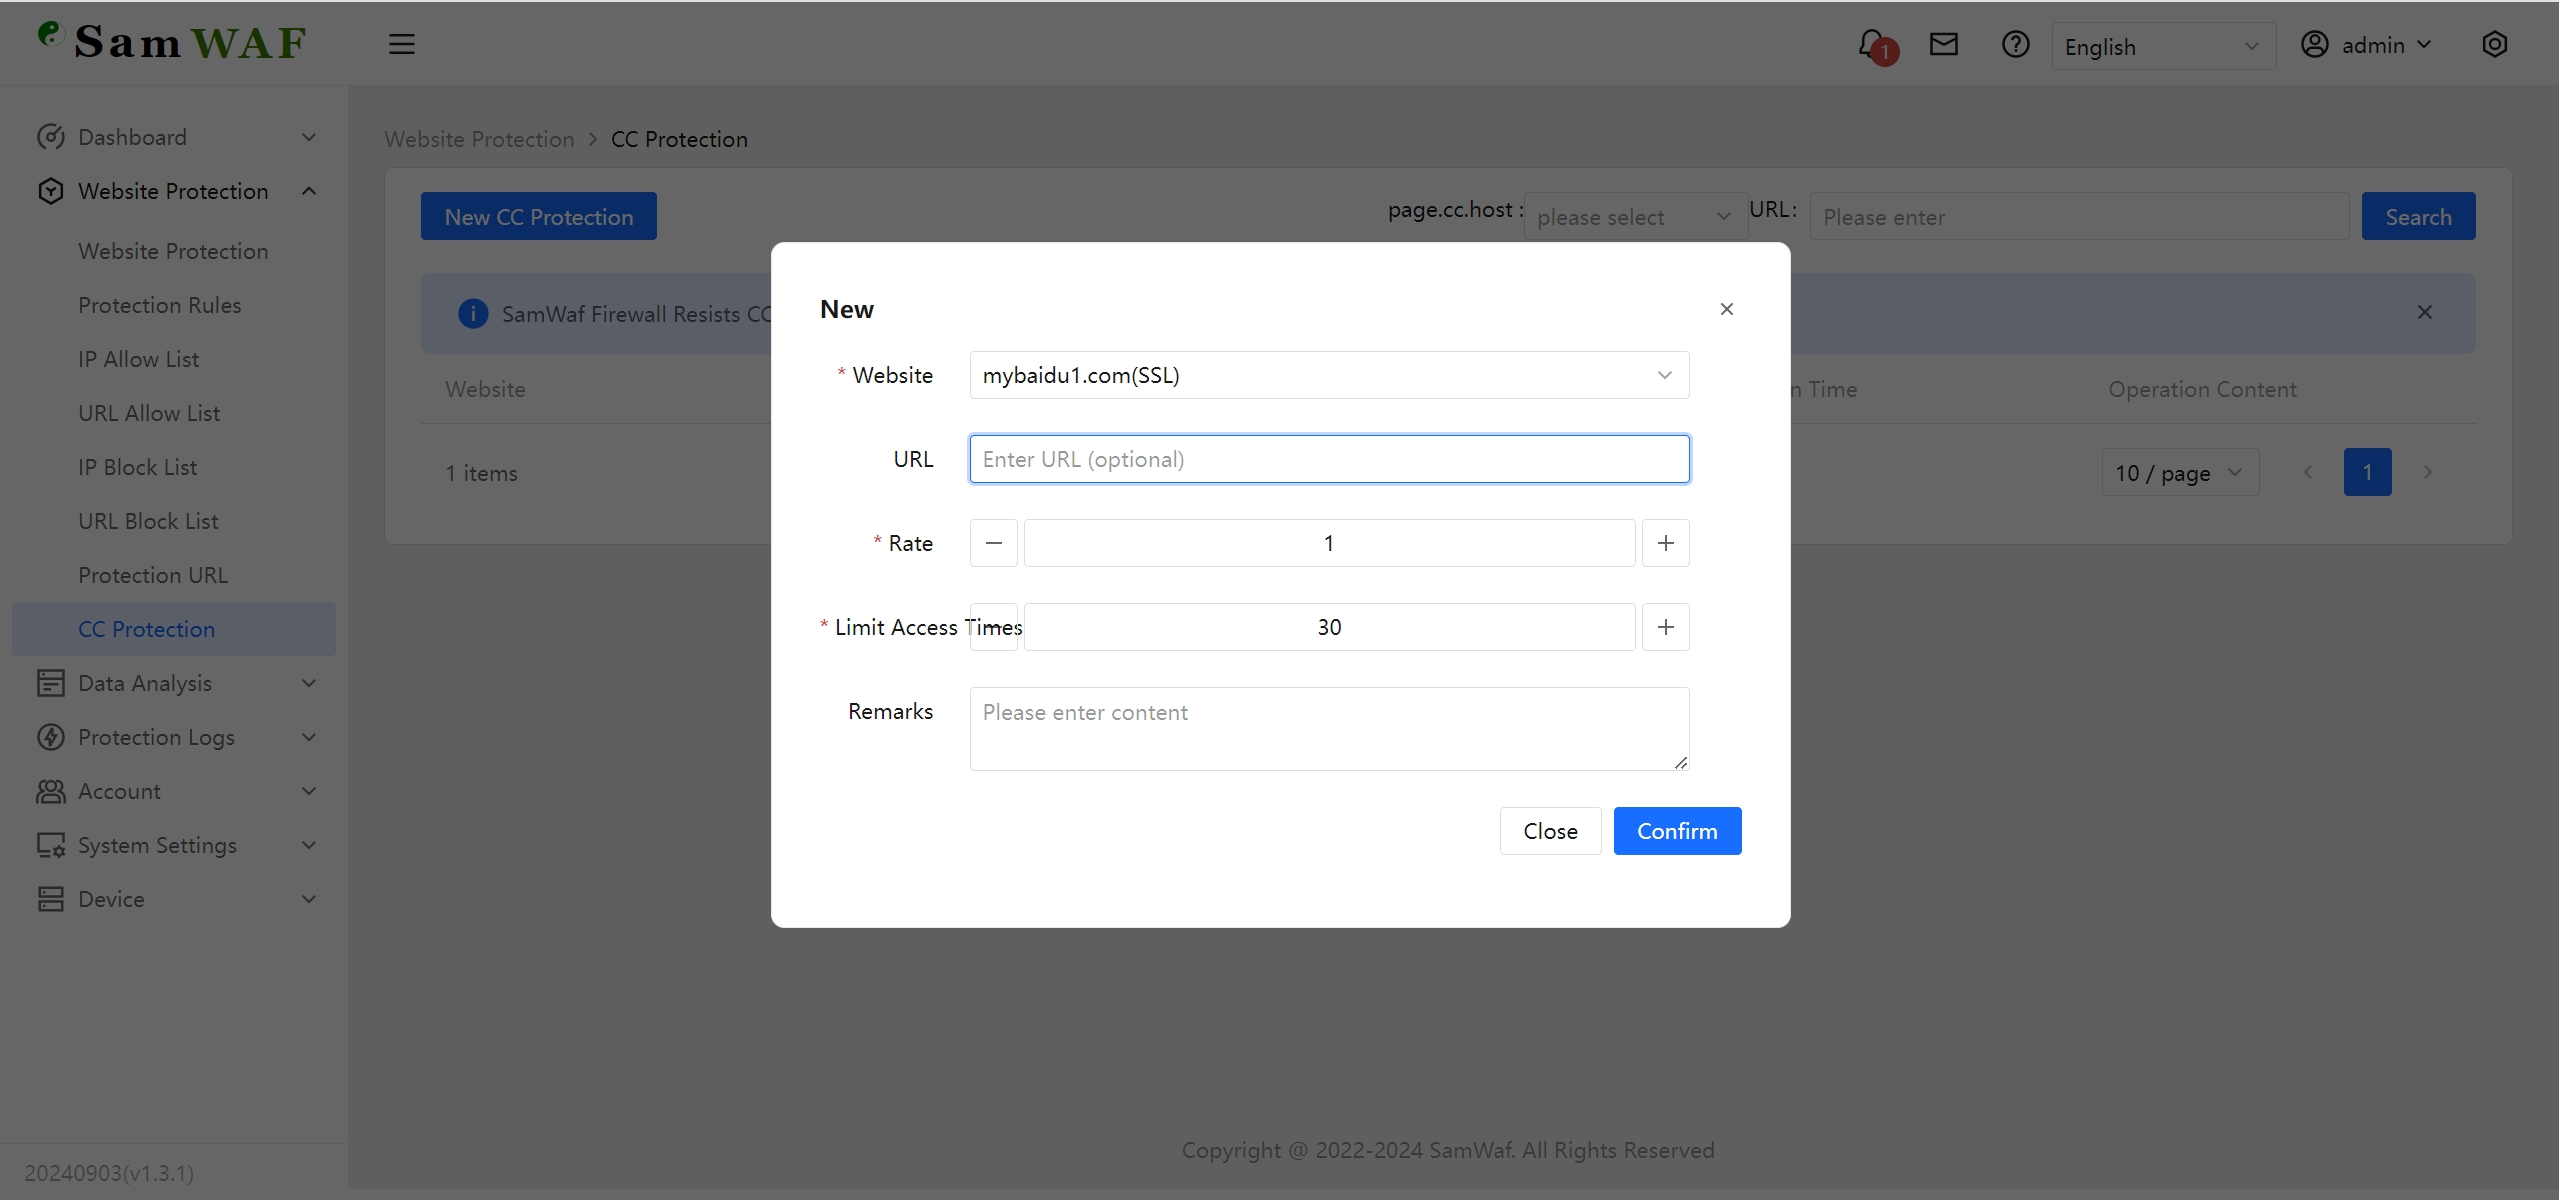 Sam WAF
1
English
admin
Dashboard
Website Protection
Website Protection
Protection Rules
IP Allow List
URL Allow List
IP Block List
URL Block List
Protection URL
CC Protection
Data Analysis
Protection Logs
Account
System Settings
Device
20240903(v1.3.1)
Website Protection > CC Protection
New CC Protection
page.cc.host : please select
URL: Please enter
Search
SamWaf Firewall Resists CC
Website
n Time
Operation Content
1 items
10 / page
1
New
* Website mybaidu1.com(SSL)
URL Enter URL (optional)
* Rate 1
* Limit Access Times 30
Remarks Please enter content
Close Confirm
Copyright @ 2022-2024 SamWaf. All Rights Reserved